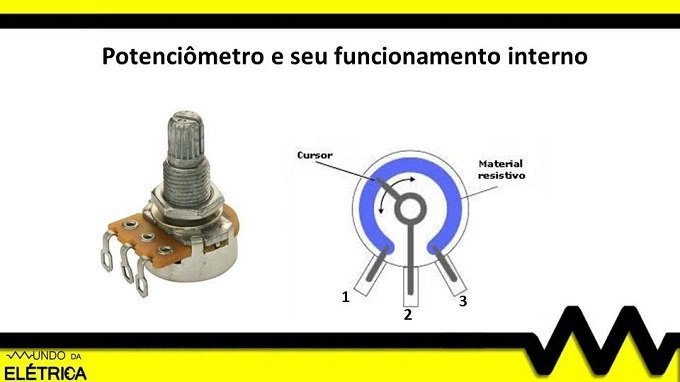 Potenciômetro e seu funcionamento interno
Cursor
Material
resistivo
1
2
3
MUNDO DA
ELÉTRICA